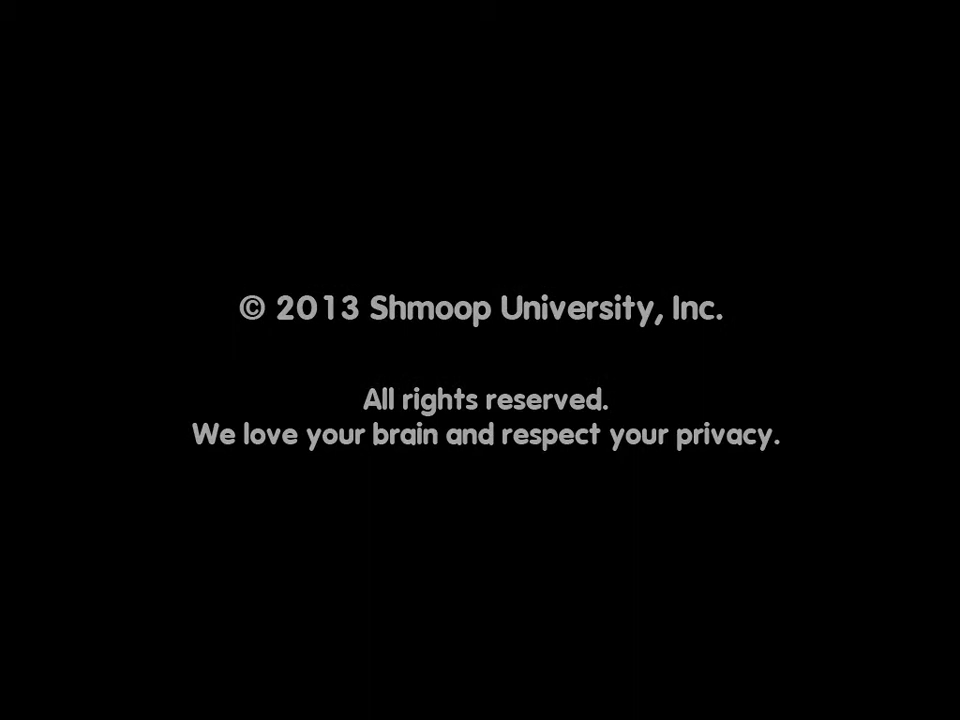 © 2013 Shmoop University, Inc.
All rights reserved.
We love your brain and respect your privacy.